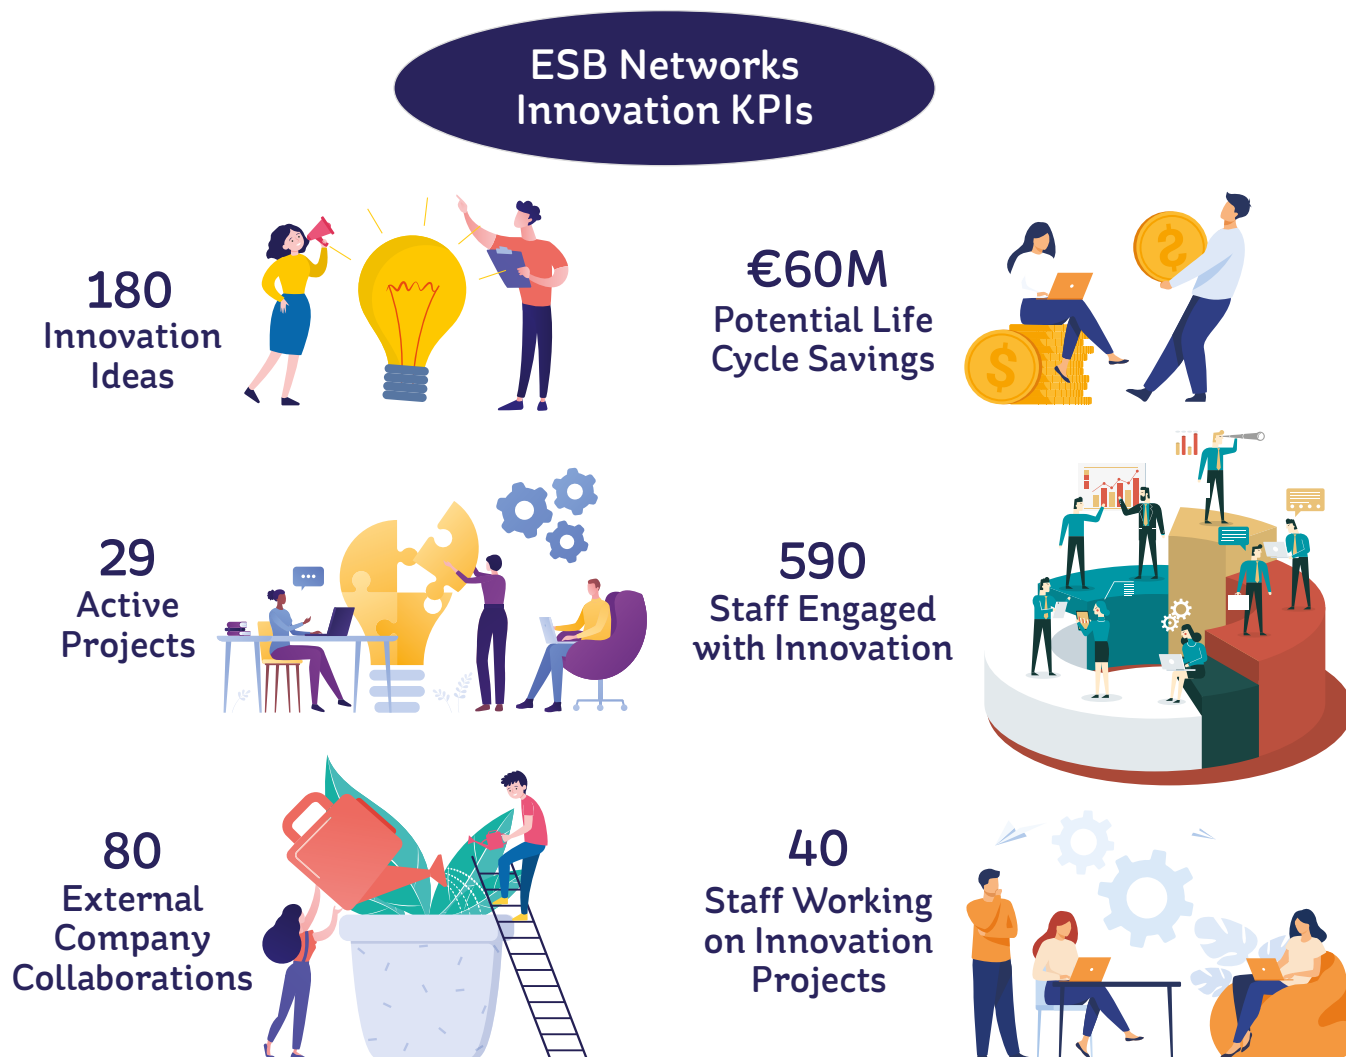 ESB Networks
Innovation KPIs
180
Innovation
Ideas
€60M
Potential Life
Cycle Savings
29
Active
Projects
590
Staff Engaged
with Innovation
80
External
Company
Collaborations
40
Staff Working
on Innovation
Projects